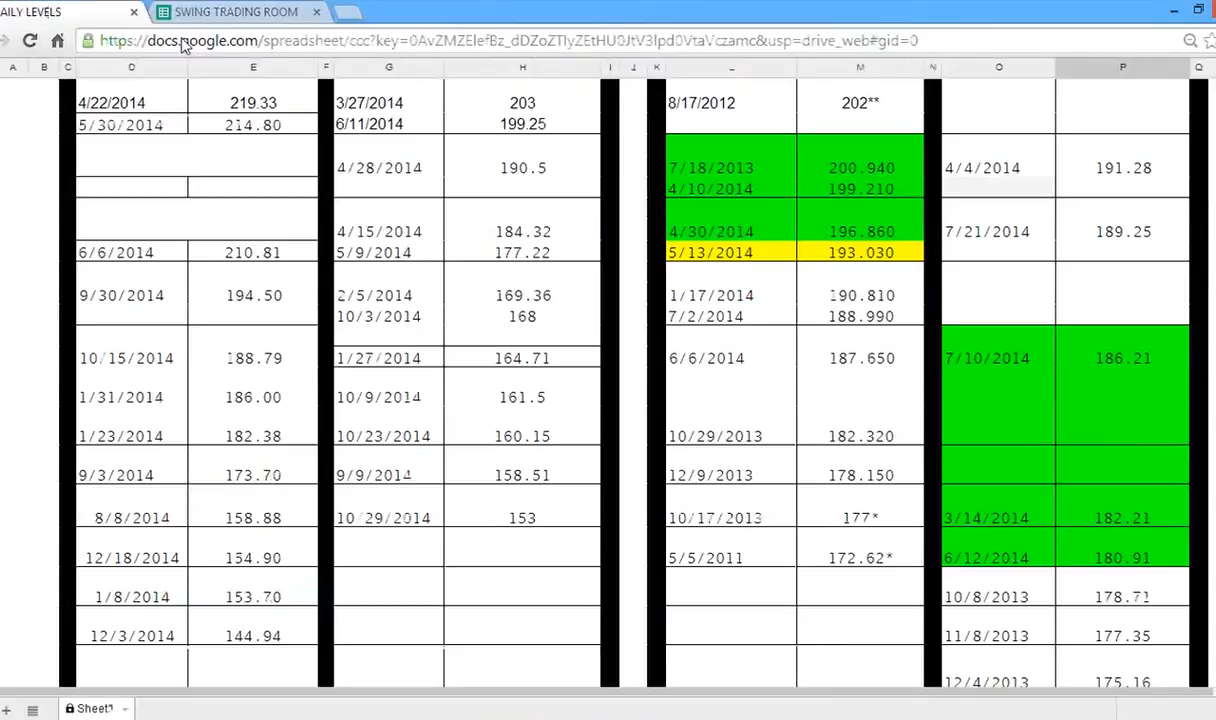 AILY LEVELS
SWING TRADING ROOM
https://docs.google.com/spreadsheet/ccc?key=0AvZMZElefBz_dDZoZTlyZEtHU0JtV3lpd0VtaVczamc&usp=drive_web#gid=0
A B C D E F G H I J K L M N O P Q
4/22/2014 219.33 3/27/2014 203 8/17/2012 202**
5/30/2014 214.80 6/11/2014 199.25
4/28/2014 190.5 7/18/2013 200.940 4/4/2014 191.28
4/10/2014 199.210
4/15/2014 184.32 4/30/2014 196.860 7/21/2014 189.25
6/6/2014 210.81 5/9/2014 177.22 5/13/2014 193.030
9/30/2014 194.50 2/5/2014 169.36 1/17/2014 190.810
10/3/2014 168 7/2/2014 188.990
10/15/2014 188.79 1/27/2014 164.71 6/6/2014 187.650 7/10/2014 186.21
1/31/2014 186.00 10/9/2014 161.5
1/23/2014 182.38 10/23/2014 160.15 10/29/2013 182.320
9/3/2014 173.70 9/9/2014 158.51 12/9/2013 178.150
8/8/2014 158.88 10/29/2014 153 10/17/2013 177* 3/14/2014 182.21
12/18/2014 154.90 5/5/2011 172.62* 6/12/2014 180.91
1/8/2014 153.70 10/8/2013 178.71
12/3/2014 144.94 11/8/2013 177.35
12/4/2013 175.16
Sheet1